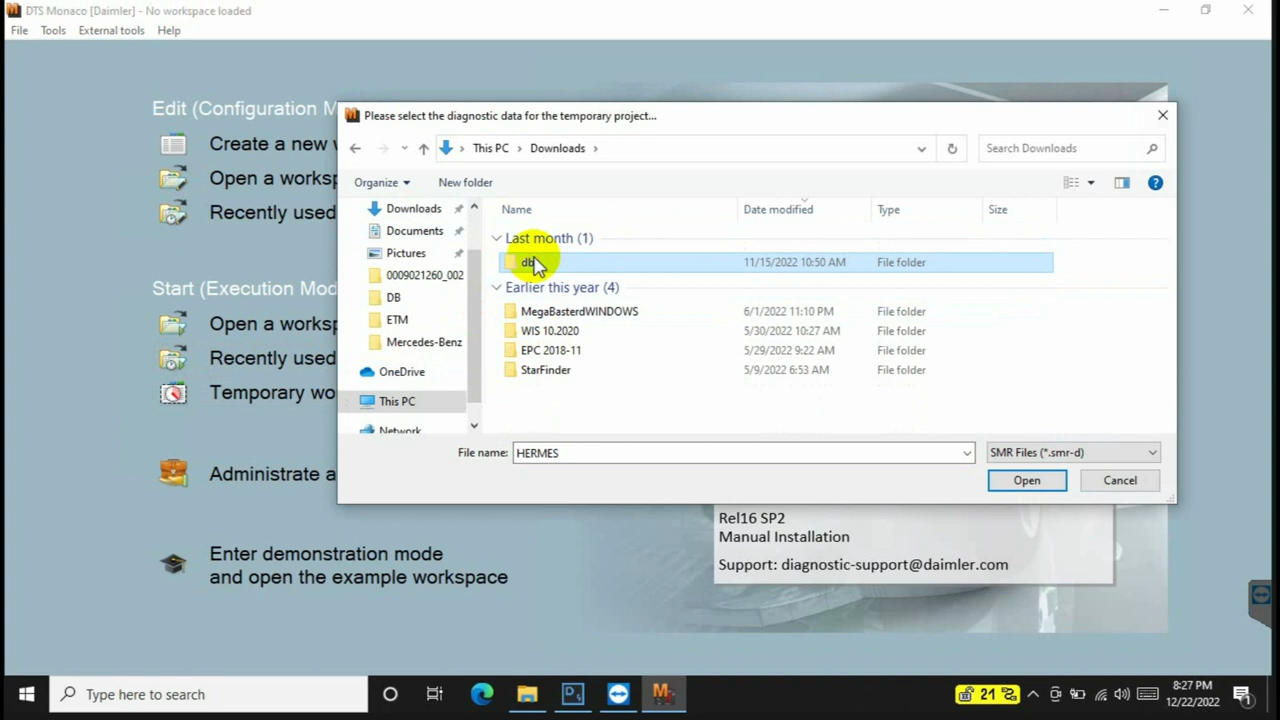 DTS Monaco [Daimler] - No workspace loaded
File Tools External tools Help
Edit (Configuration M
Create a new w
Open a worksp
Recently used
Start (Execution Mod
Open a worksp
Recently used
Temporary wo
Administrate a
Enter demonstration mode
and open the example workspace
Please select the diagnostic data for the temporary project...
This PC > Downloads >
Search Downloads
Organize New folder
Downloads
Documents
Pictures
0009021260_002
DB
ETM
Mercedes-Benz
OneDrive
This PC
Network
Name Date modified Type Size
Last month (1)
db 11/15/2022 10:50 AM File folder
Earlier this year (4)
MegaBasterdWINDOWS 6/1/2022 11:10 PM File folder
WIS 10.2020 5/30/2022 10:27 AM File folder
EPC 2018-11 5/29/2022 9:22 AM File folder
StarFinder 5/9/2022 6:53 AM File folder
File name: HERMES SMR Files (*.smr-d)
Open Cancel
Rel16 SP2
Manual Installation
Support: diagnostic-support@daimler.com
Type here to search
21
8:27 PM
12/22/2022
1